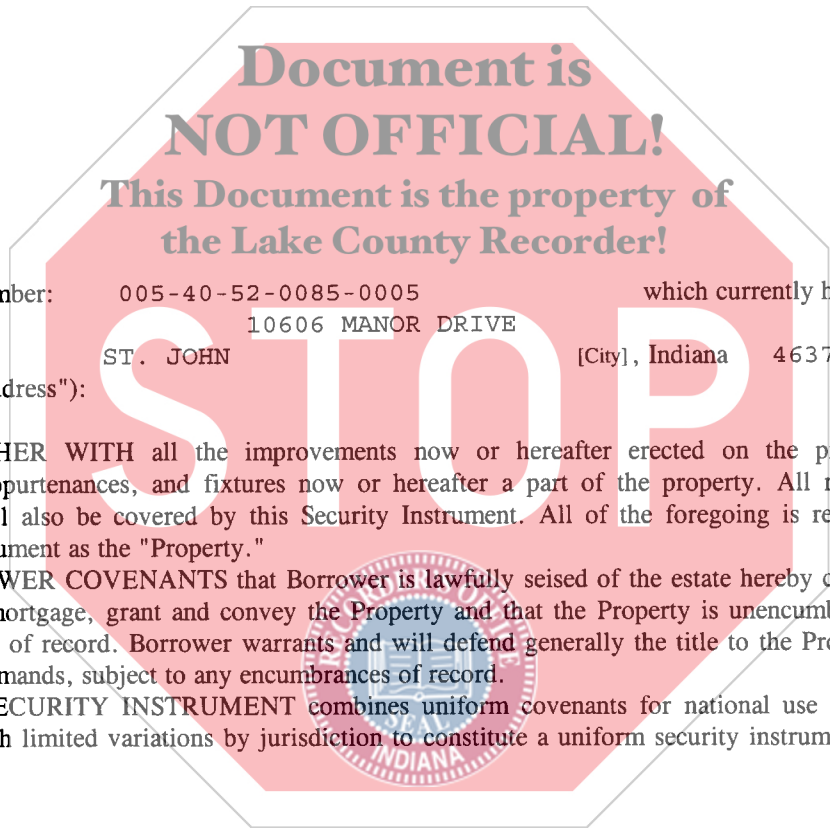 Document is
NOT OFFICIAL!
This Document is the property of
the Lake County Recorder!
mber: 005-40-52-0085-0005 which currently h
10606 MANOR DRIVE
ST. JOHN [City], Indiana 4637
dress"):
STOP
HER WITH all the improvements now or hereafter erected on the p
purtenances, and fixtures now or hereafter a part of the property. All
l also be covered by this Security Instrument. All of the foregoing is re
ument as the "Property."
WER COVENANTS that Borrower is lawfully seised of the estate hereby
mortgage, grant and convey the Property and that the Property is unencumb
of record. Borrower warrants and will defend generally the title to the Pro
mands, subject to any encumbrances of record.
ECURITY INSTRUMENT combines uniform covenants for national use
h limited variations by jurisdiction to constitute a uniform security instrum
SEAL
INDIANA